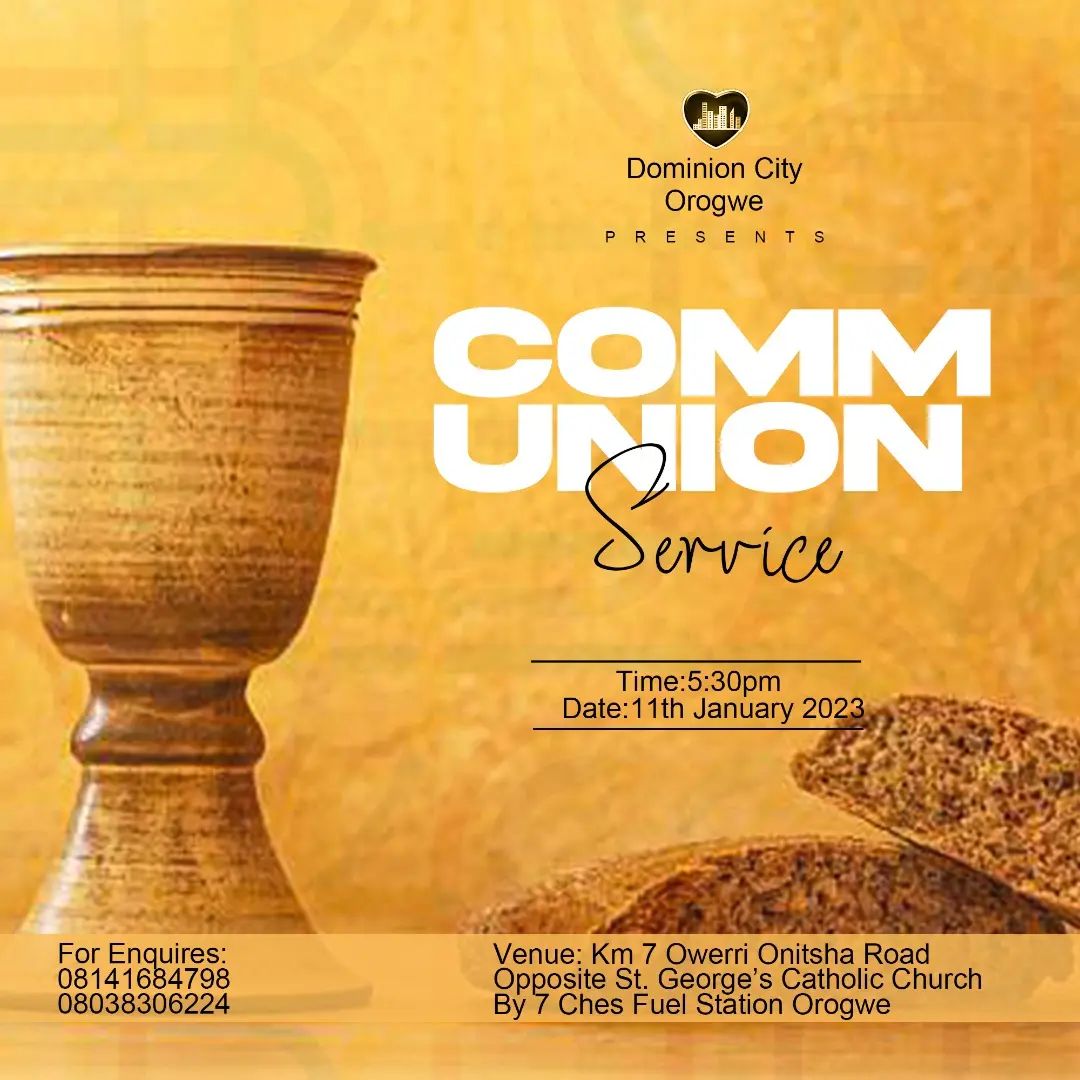 Dominion City
Orogwe
PRESENTS
COMM
UNION
Service
Time:5:30pm
Date:11th January 2023
For Enquires:
08141684798
08038306224
Venue: Km 7 Owerri Onitsha Road
Opposite St. George's Catholic Church
By 7 Ches Fuel Station Orogwe